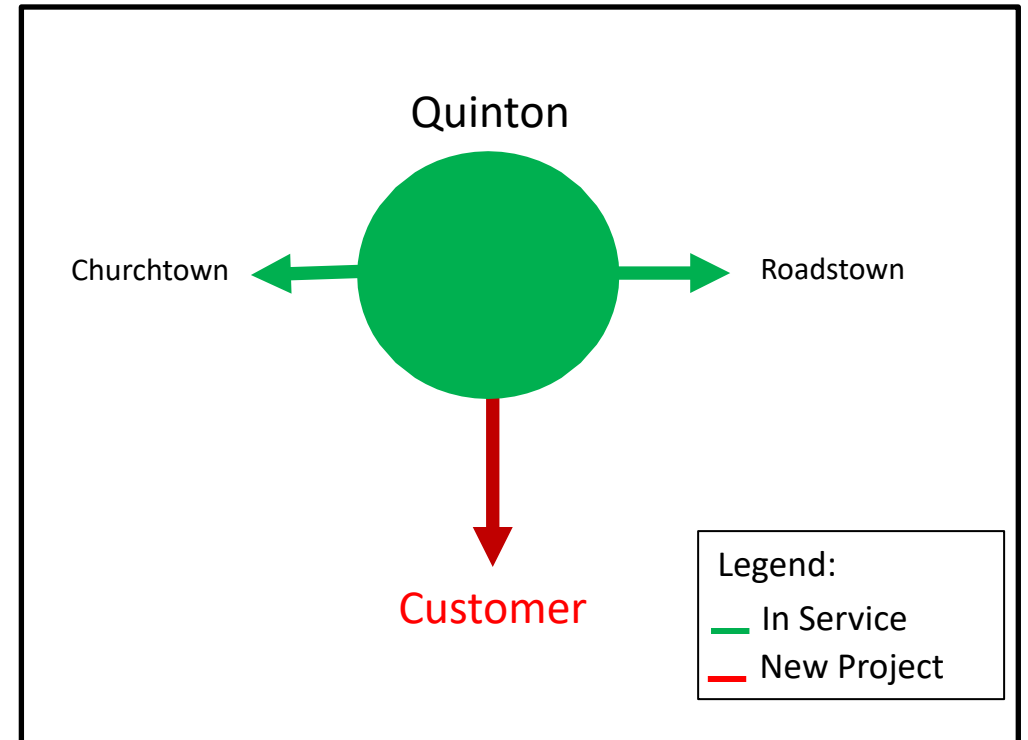 Quinton
Churchtown
Roadstown
Customer
Legend:
In Service
New Project